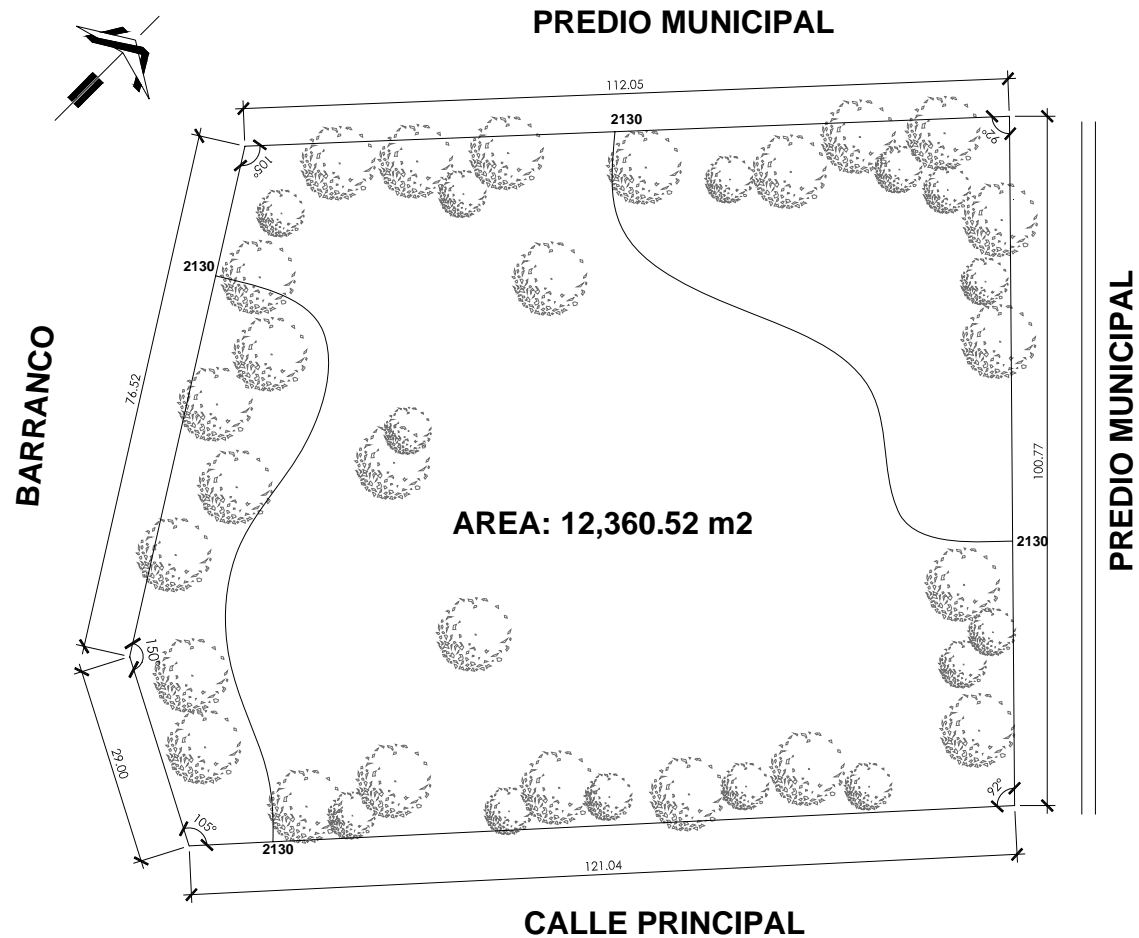 PREDIO MUNICIPAL
112.05
2130
92°
105°
2130
BARRANCO
76.52
PREDIO MUNICIPAL
100.77
AREA: 12,360.52 m2
2130
150°
29.00
92°
105°
2130
121.04
CALLE PRINCIPAL